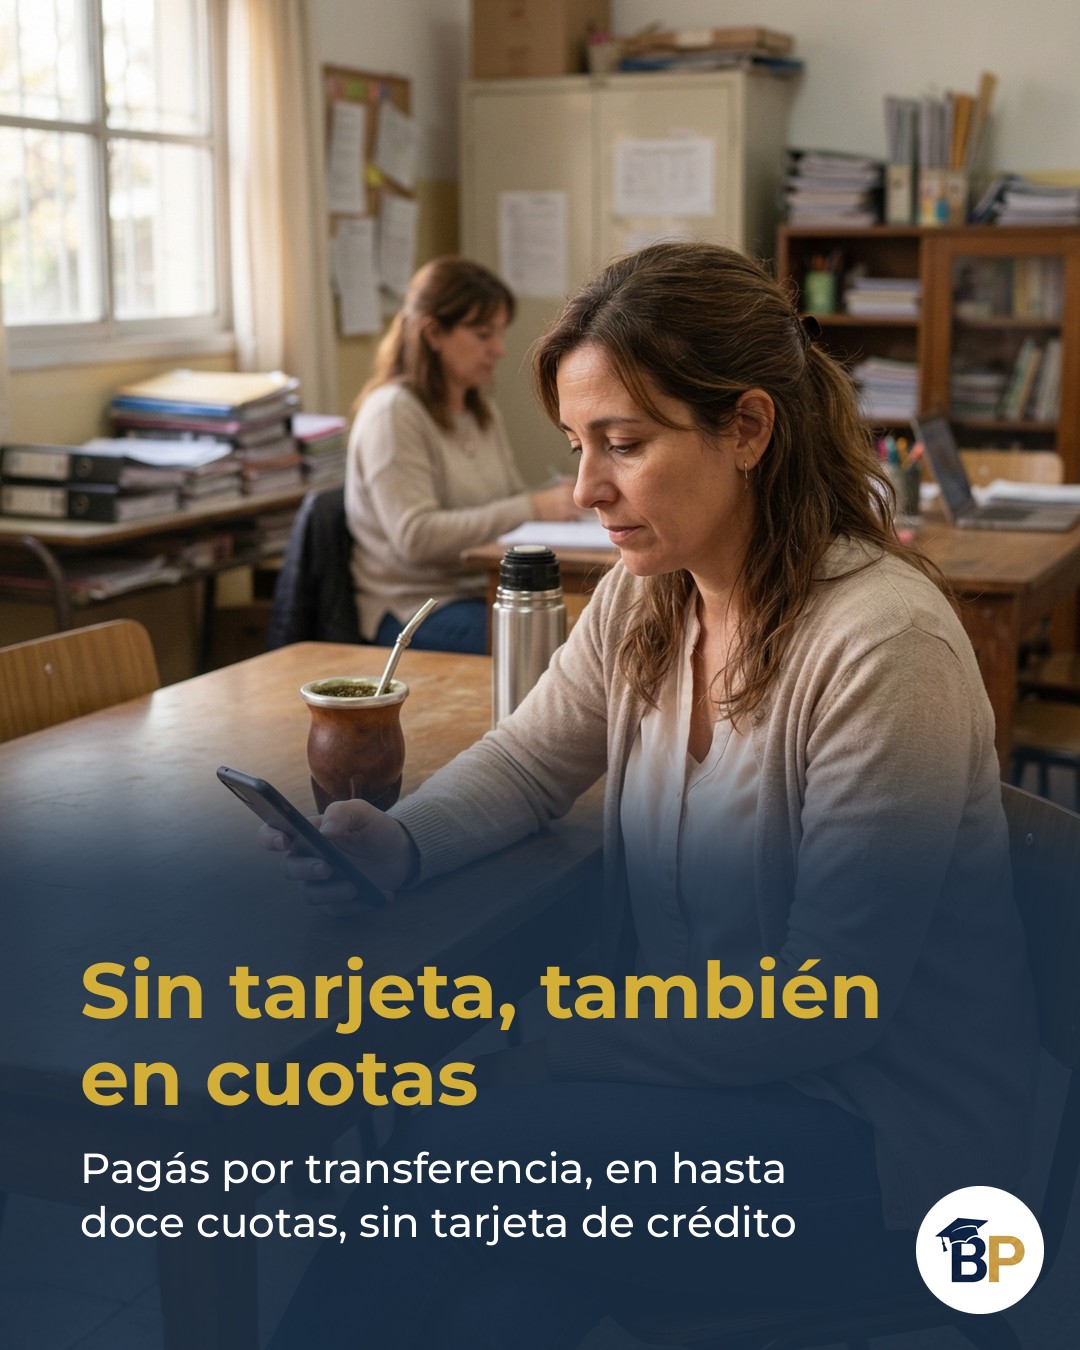 Sin tarjeta, también
en cuotas
Pagás por transferencia, en hasta
doce cuotas, sin tarjeta de crédito
BP